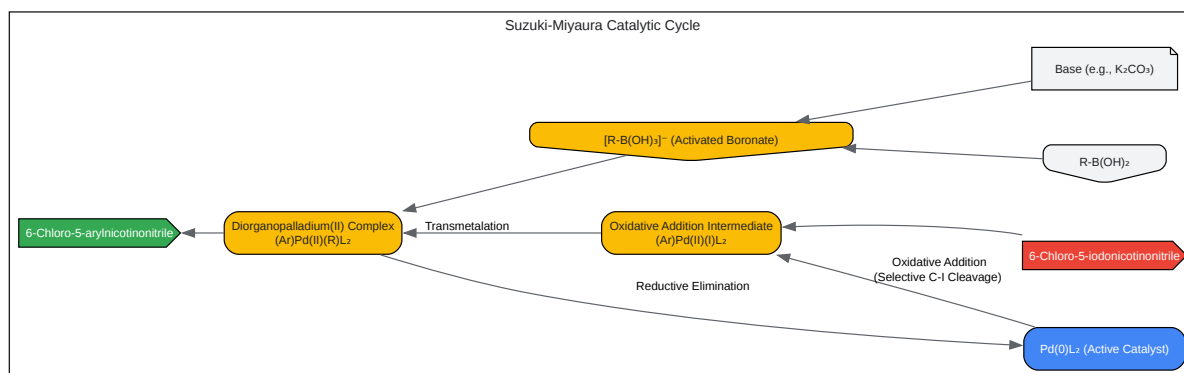 Suzuki-Miyaura Catalytic Cycle
Base (e.g., K₂CO₃)
[R-B(OH)₃]⁻ (Activated Boronate)
R-B(OH)₂
6-Chloro-5-arylnicotinonitrile
Diorganopalladium(II) Complex
(Ar)Pd(II)(R)L₂
Transmetalation
Oxidative Addition Intermediate
(Ar)Pd(II)(I)L₂
6-Chloro-5-iodonicotinonitrile
Oxidative Addition
(Selective C-I Cleavage)
Reductive Elimination
Pd(0)L₂ (Active Catalyst)